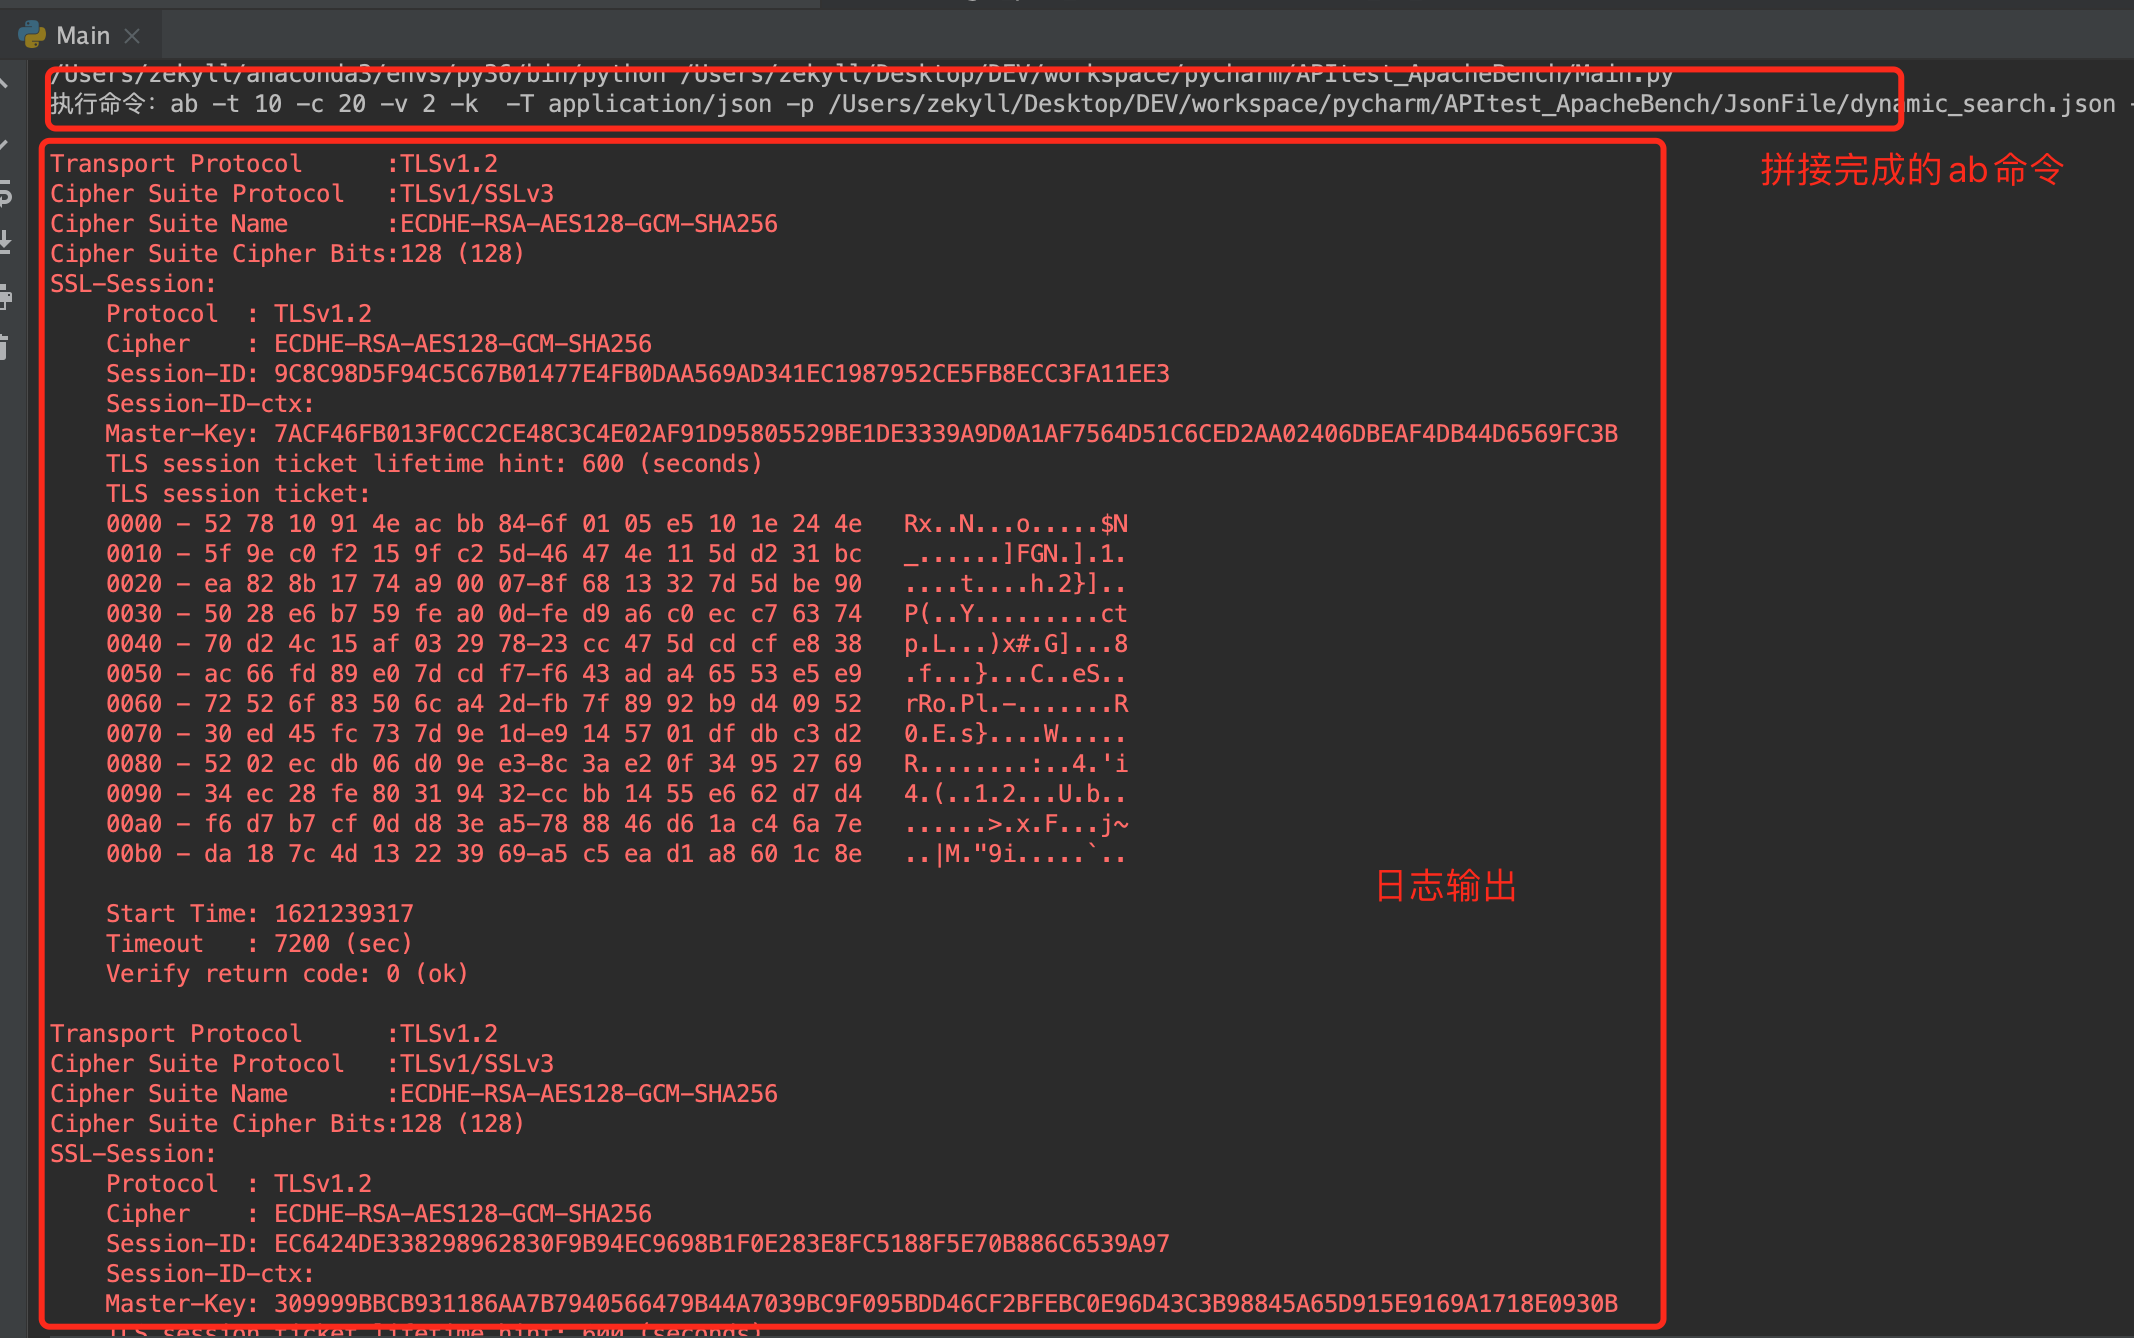 Main
/Users/zekyll/anaconda3/envs/py36/bin/python /Users/zekyll/Desktop/DEV/workspace/pycharm/APItest_ApacheBench/Main.py
执行命令: ab -t 10 -c 20 -v 2 -k  -T application/json -p /Users/zekyll/Desktop/DEV/workspace/pycharm/APItest_ApacheBench/JsonFile/dynamic_search.json -
拼接完成的ab命令
Transport Protocol      :TLSv1.2
Cipher Suite Protocol   :TLSv1/SSLv3
Cipher Suite Name       :ECDHE-RSA-AES128-GCM-SHA256
Cipher Suite Cipher Bits:128 (128)
SSL-Session:
    Protocol  : TLSv1.2
    Cipher    : ECDHE-RSA-AES128-GCM-SHA256
    Session-ID: 9C8C98D5F94C5C67B01477E4FB0DAA569AD341EC1987952CE5FB8ECC3FA11EE3
    Session-ID-ctx:
    Master-Key: 7ACF46FB013F0CC2CE48C3C4E02AF91D95805529BE1DE3339A9D0A1AF7564D51C6CED2AA02406DBEAF4DB44D6569FC3B
    TLS session ticket lifetime hint: 600 (seconds)
    TLS session ticket:
    0000 - 52 78 10 91 4e ac bb 84-6f 01 05 e5 10 1e 24 4e   Rx..N...o.....$N
    0010 - 5f 9e c0 f2 15 9f c2 5d-46 47 4e 11 5d d2 31 bc   _......]FGN.].1.
    0020 - ea 82 8b 17 74 a9 00 07-8f 68 13 32 7d 5d be 90   ....t....h.2}]..
    0030 - 50 28 e6 b7 59 fe a0 0d-fe d9 a6 c0 ec c7 63 74   P(..Y.........ct
    0040 - 70 d2 4c 15 af 03 29 78-23 cc 47 5d cd cf e8 38   p.L...)x#.G]...8
    0050 - ac 66 fd 89 e0 7d cd f7-f6 43 ad a4 65 53 e5 e9   .f...}...C..eS..
    0060 - 72 52 6f 83 50 6c a4 2d-fb 7f 89 92 b9 d4 09 52   rRo.Pl.-.......R
    0070 - 30 ed 45 fc 73 7d 9e 1d-e9 14 57 01 df db c3 d2   0.E.s}....W.....
    0080 - 52 02 ec db 06 d0 9e e3-8c 3a e2 0f 34 95 27 69   R........:..4.'i
    0090 - 34 ec 28 fe 80 31 94 32-cc bb 14 55 e6 62 d7 d4   4.(..1.2...U.b..
    00a0 - f6 d7 b7 cf 0d d8 3e a5-78 88 46 d6 1a c4 6a 7e   ......>.x.F...j~
    00b0 - da 18 7c 4d 13 22 39 69-a5 c5 ea d1 a8 60 1c 8e   ..|M."9i.....`..
日志输出
    Start Time: 1621239317
    Timeout   : 7200 (sec)
    Verify return code: 0 (ok)
Transport Protocol      :TLSv1.2
Cipher Suite Protocol   :TLSv1/SSLv3
Cipher Suite Name       :ECDHE-RSA-AES128-GCM-SHA256
Cipher Suite Cipher Bits:128 (128)
SSL-Session:
    Protocol  : TLSv1.2
    Cipher    : ECDHE-RSA-AES128-GCM-SHA256
    Session-ID: EC6424DE338298962830F9B94EC9698B1F0E283E8FC5188F5E70B886C6539A97
    Session-ID-ctx:
    Master-Key: 309999BBCB931186AA7B7940566479B44A7039BC9F095BDD46CF2BFEBC0E96D43C3B98845A65D915E9169A1718E0930B
    TLS session ticket lifetime hint: 600 (seconds)